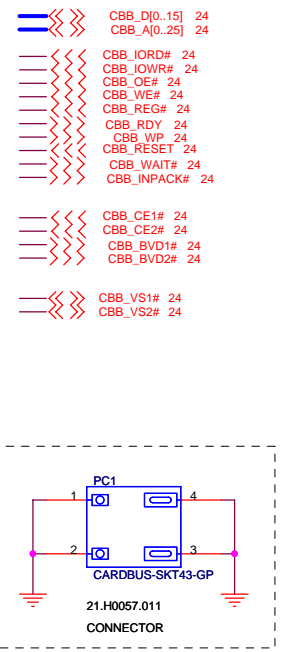 CBB_D[0..15] 24
CBB_A[0..25] 24
CBB_IORD# 24
CBB_IOWR# 24
CBB_OE# 24
CBB_WE# 24
CBB_REG# 24
CBB_RDY 24
CBB_WP 24
CBB_RESET 24
CBB_WAIT# 24
CBB_INPACK# 24
CBB_CE1# 24
CBB_CE2# 24
CBB_BVD1# 24
CBB_BVD2# 24
CBB_VS1# 24
CBB_VS2# 24
PC1
1 4
2 3
CARDBUS-SKT43-GP
21.H0057.011
CONNECTOR